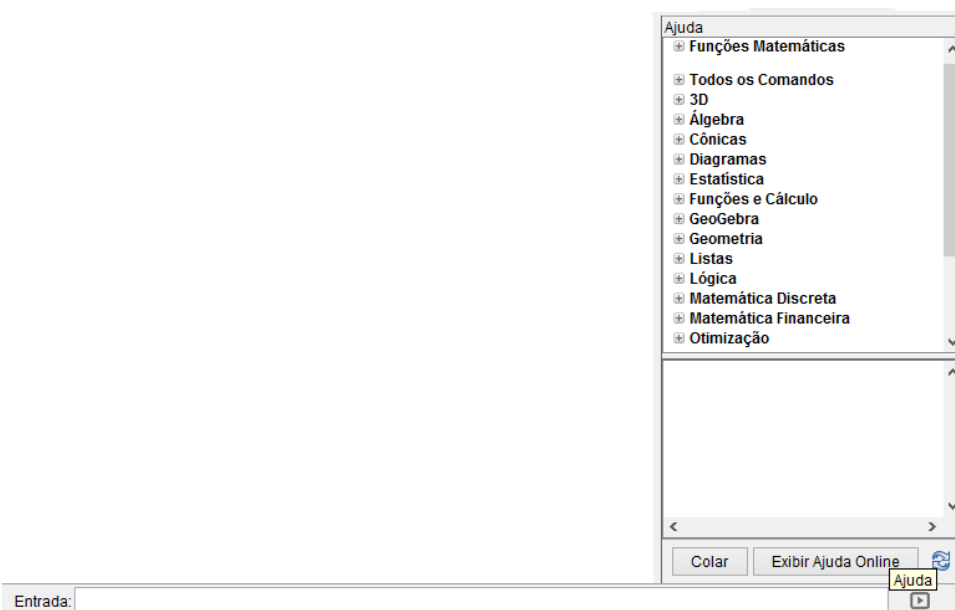 Ajuda
Funções Matemáticas
Todos os Comandos
3D
Álgebra
Cônicas
Diagramas
Estatística
Funções e Cálculo
GeoGebra
Geometria
Listas
Lógica
Matemática Discreta
Matemática Financeira
Otimização
Colar Exibir Ajuda Online
Ajuda
Entrada: